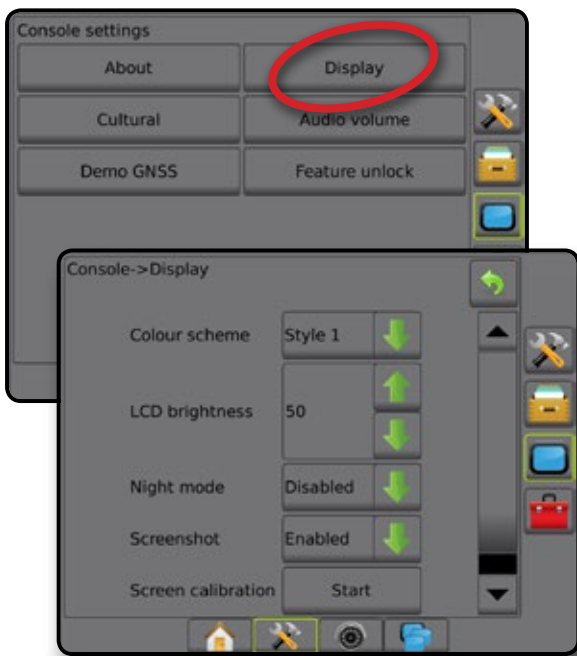 Console settings
About Display
Cultural Audio volume
Demo GNSS Feature unlock
Console->Display
Colour scheme Style 1
LCD brightness 50
Night mode Disabled
Screenshot Enabled
Screen calibration Start